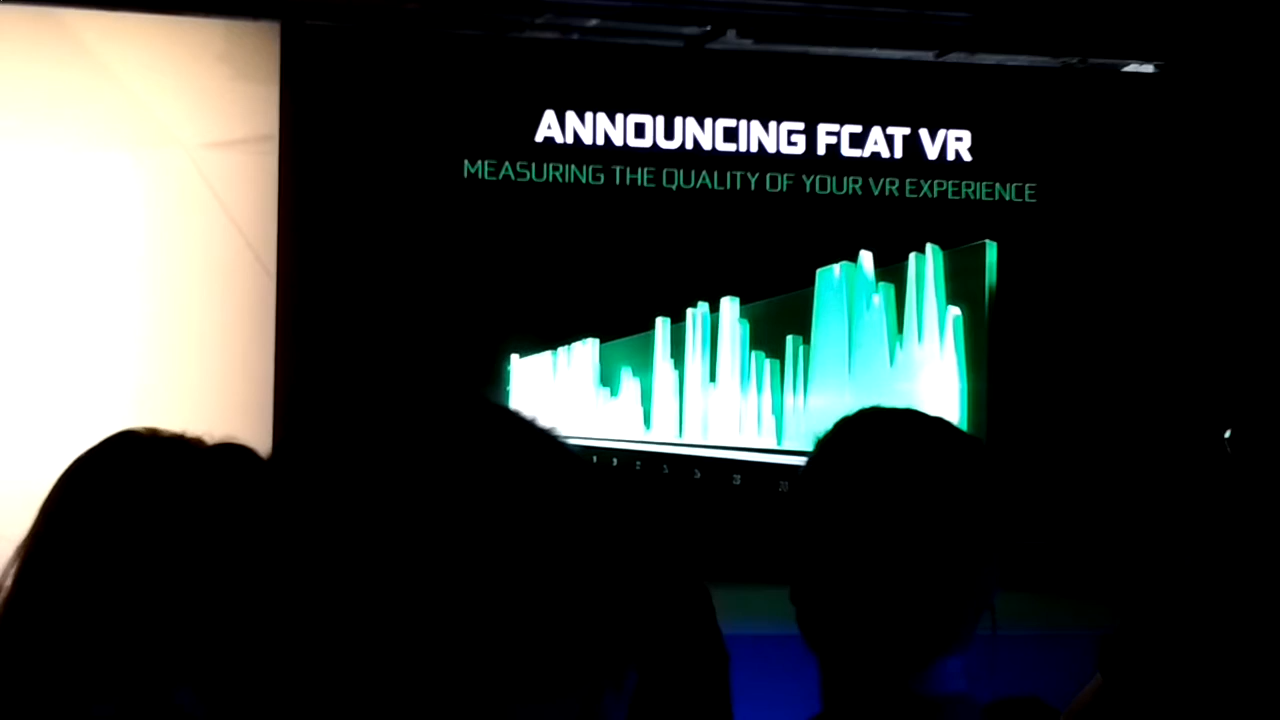 ANNOUNCING FCAT VR
MEASURING THE QUALITY OF YOUR VR EXPERIENCE